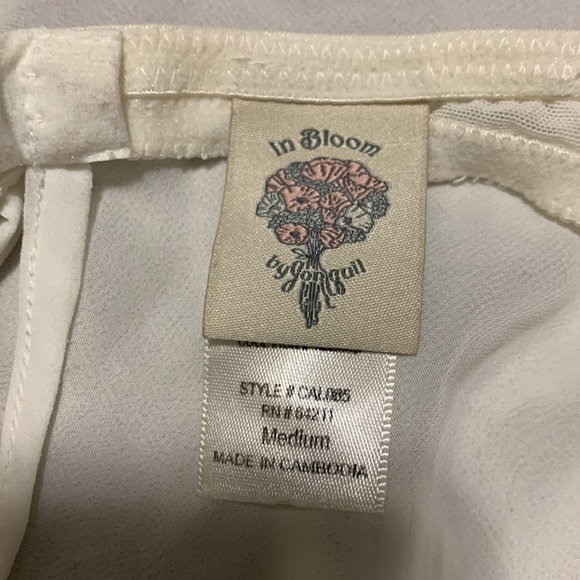 In Bloom
by Jonquil
STYLE # CAL085
RN # 64211
Medium
MADE IN CAMBODIA